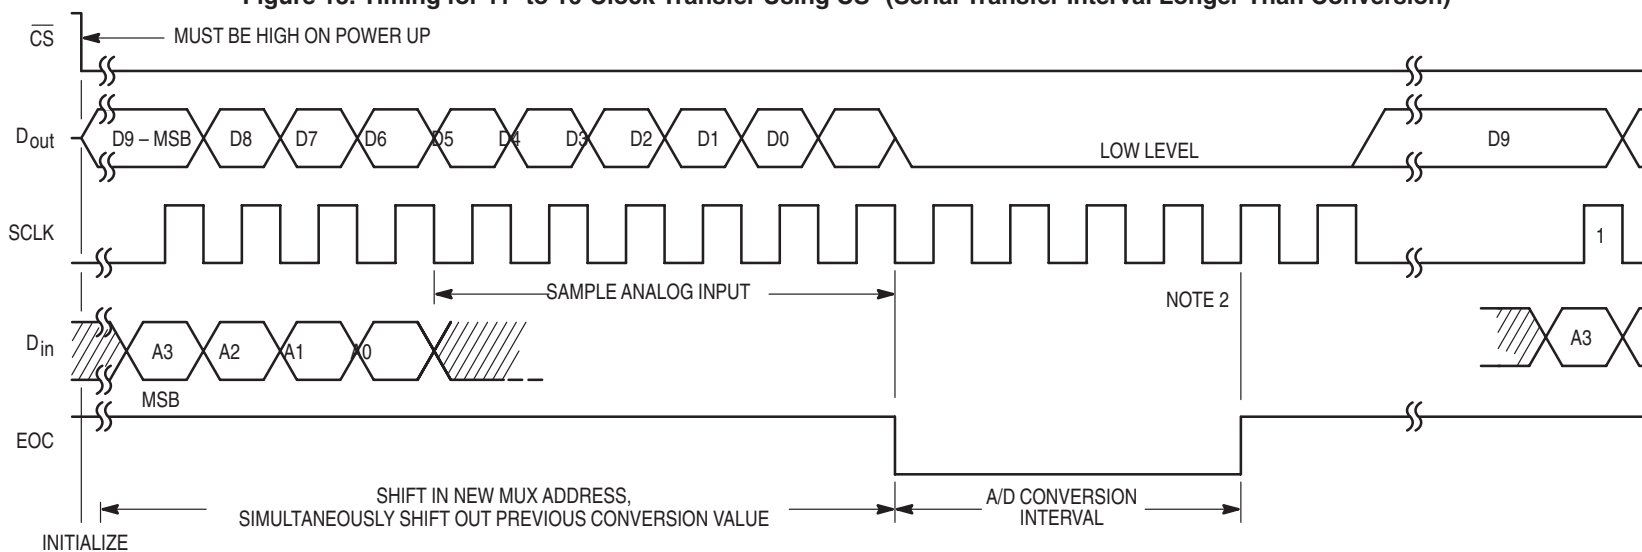 Figure 13. Timing for 11- to 16-Clock Transfer Using CS* (Serial Transfer Interval Longer Than Conversion)
CS MUST BE HIGH ON POWER UP
Dout D9 – MSB D8 D7 D6 D5 D4 D3 D2 D1 D0 LOW LEVEL D9
SCLK 1
SAMPLE ANALOG INPUT NOTE 2
Din A3 A2 A1 A0 A3
MSB
EOC
SHIFT IN NEW MUX ADDRESS,
SIMULTANEOUSLY SHIFT OUT PREVIOUS CONVERSION VALUE
A/D CONVERSION
INTERVAL
INITIALIZE